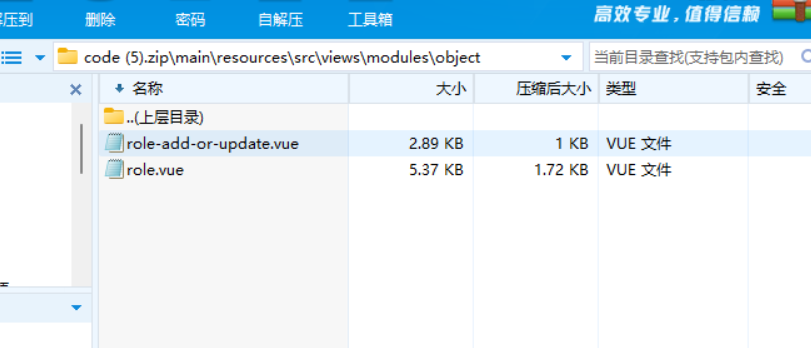 解压到 删除 密码 自解压 工具箱 高效专业，值得信赖
code (5).zip\main\resources\src\views\modules\object 当前目录查找(支持包内查找)
名称 大小 压缩后大小 类型 安全
..(上层目录)
role-add-or-update.vue 2.89 KB 1 KB VUE 文件
role.vue 5.37 KB 1.72 KB VUE 文件